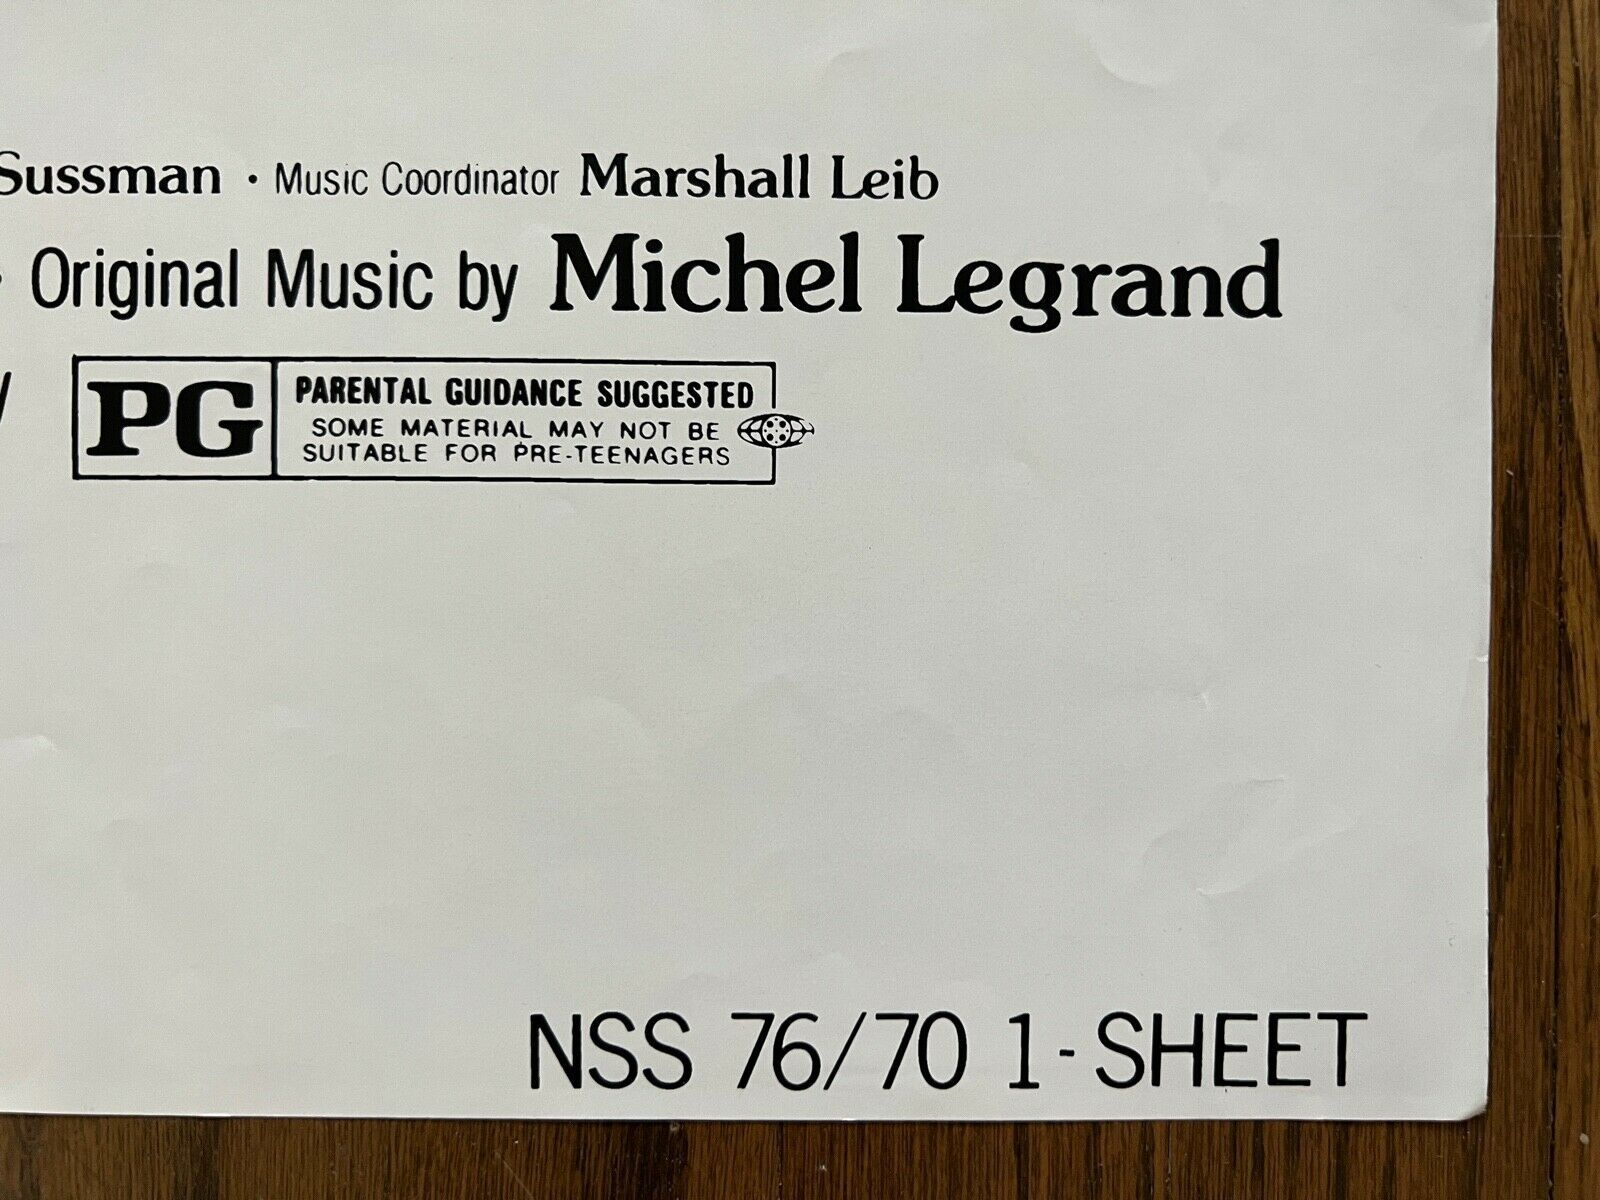 Sussman · Music Coordinator Marshall Leib
· Original Music by Michel Legrand
PG
PARENTAL GUIDANCE SUGGESTED
SOME MATERIAL MAY NOT BE
SUITABLE FOR PRE-TEENAGERS
NSS 76/70 1-SHEET